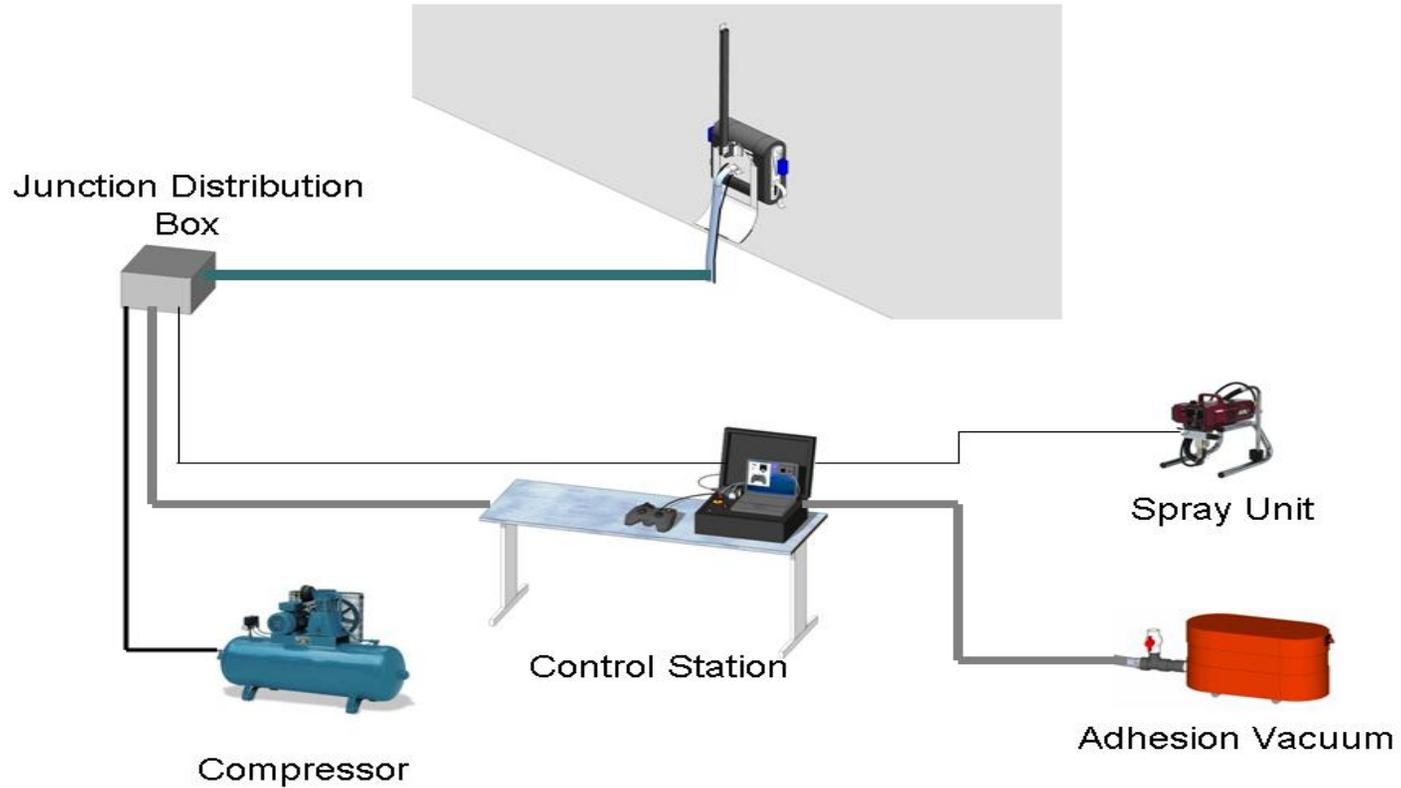 Junction Distribution
Box
Spray Unit
Control Station
Adhesion Vacuum
Compressor